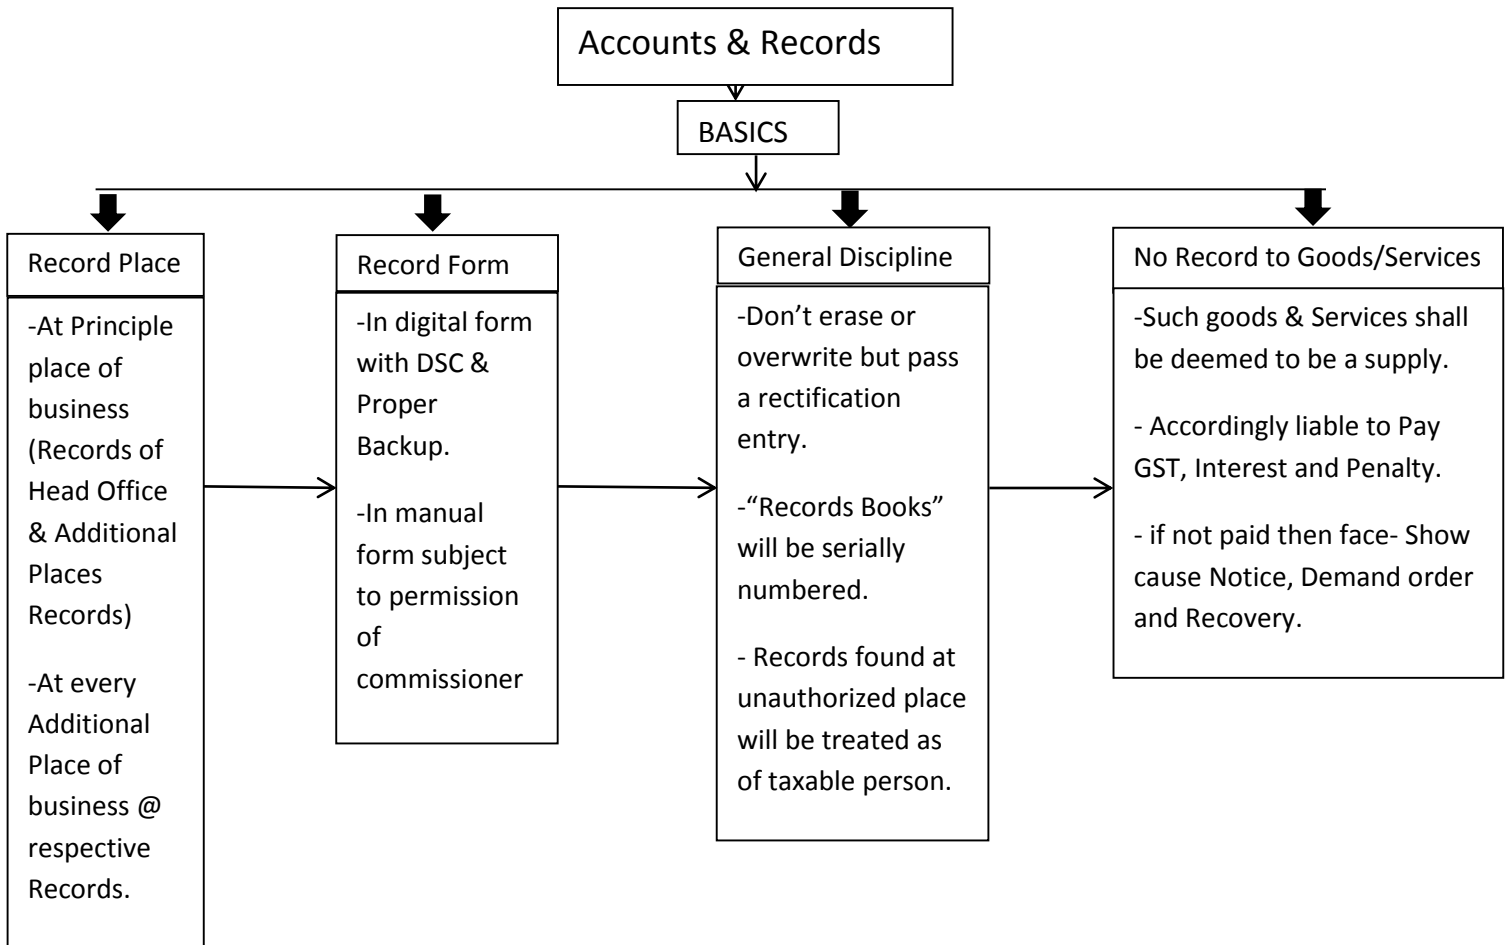 Accounts & Records
BASICS
Record Place
-At Principle
place of
business
(Records of
Head Office
& Additional
Places
Records)
-At every
Additional
Place of
business @
respective
Records.
Record Form
-In digital form
with DSC &
Proper
Backup.
-In manual
form subject
to permission
of
commissioner
General Discipline
-Don’t erase or
overwrite but pass
a rectification
entry.
-“Records Books”
will be serially
numbered.
- Records found at
unauthorized place
will be treated as
of taxable person.
No Record to Goods/Services
-Such goods & Services shall
be deemed to be a supply.
- Accordingly liable to Pay
GST, Interest and Penalty.
- if not paid then face- Show
cause Notice, Demand order
and Recovery.